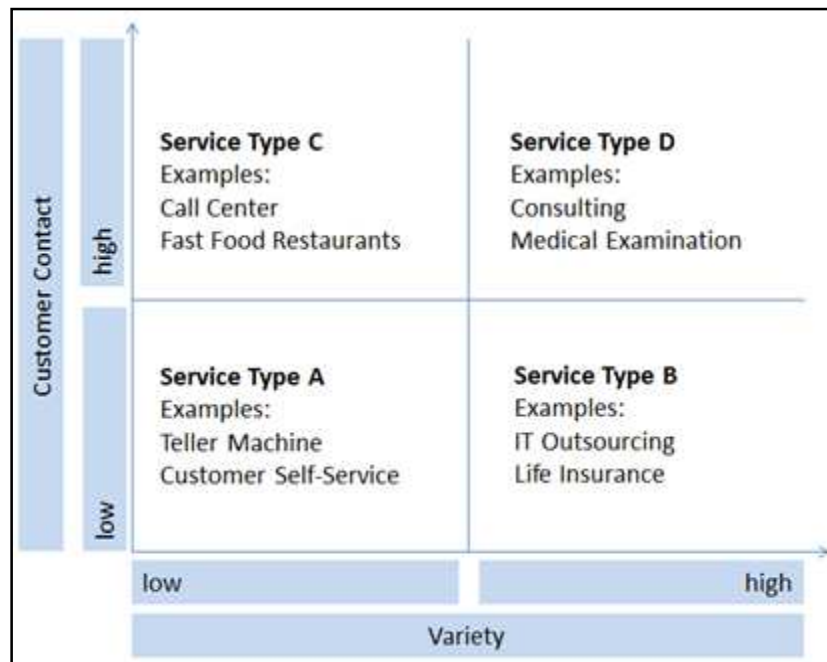 Customer Contact
high
low
Service Type C
Examples:
Call Center
Fast Food Restaurants
Service Type D
Examples:
Consulting
Medical Examination
Service Type A
Examples:
Teller Machine
Customer Self-Service
Service Type B
Examples:
IT Outsourcing
Life Insurance
low
high
Variety